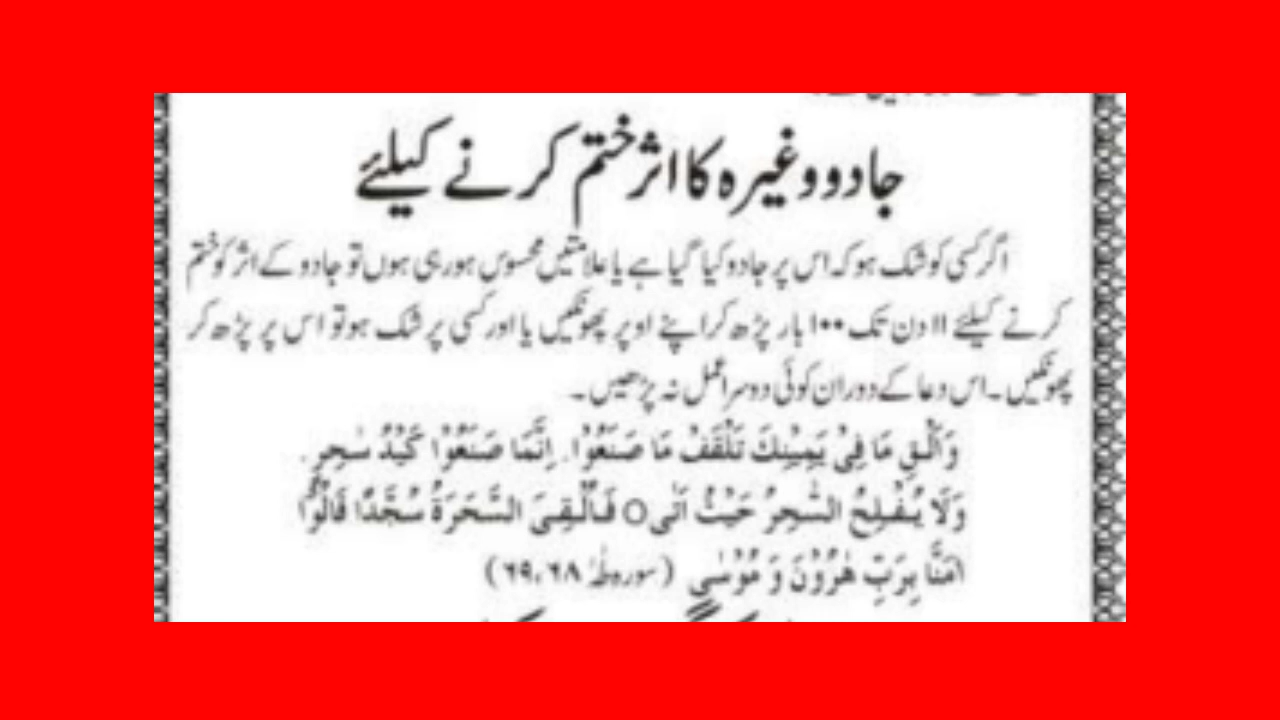 جادو وغیرہ کا اثر ختم کرنے کیلئے
اگر کسی کو شک ہو کہ اس پر جادو کیا گیا ہے یا علامتیں محسوس ہو رہی ہوں تو جادو کے اثر کو ختم
کرنے کیلئے ۱۱ دن تک ۱۰۰ بار پڑھ کر اپنے اوپر پھونکیں یا اور کسی پر شک ہو تو اس پر پڑھ کر
پھونکیں۔ اس دعا کے دوران کوئی دوسرا عمل نہ پڑھیں۔
وَاَلْقِ مَا فِیْ یَمِیْنِكَ تَلْقَفْ مَا صَنَعُوْا. اِنَّمَا صَنَعُوْا كَیْدُ سٰحِرٍ.
وَلَا یُفْلِحُ السّٰحِرُ حَیْثُ اَتٰی○ فَاُلْقِیَ السَّحَرَةُ سُجَّدًا قَالُوْٓا
اٰمَنَّا بِرَبِّ هٰرُوْنَ وَ مُوْسٰی (سورہ طٰہٰ ۶۸،۶۹)